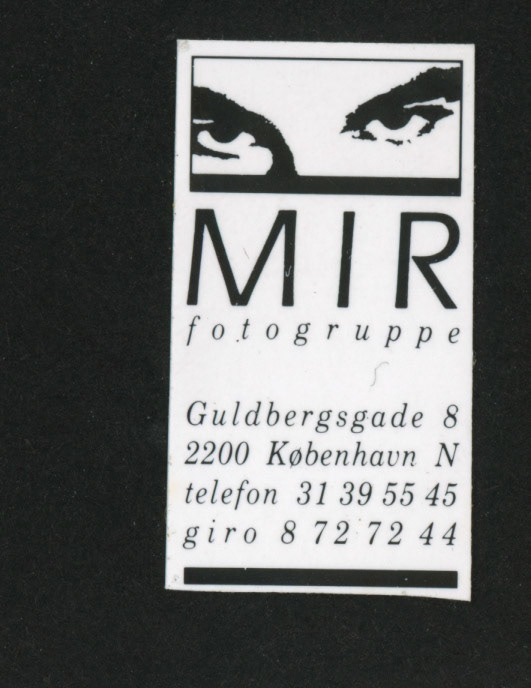 MIR
fotogruppe
Guldbergsgade 8
2200 København N
telefon 31 39 55 45
giro 8 72 72 44